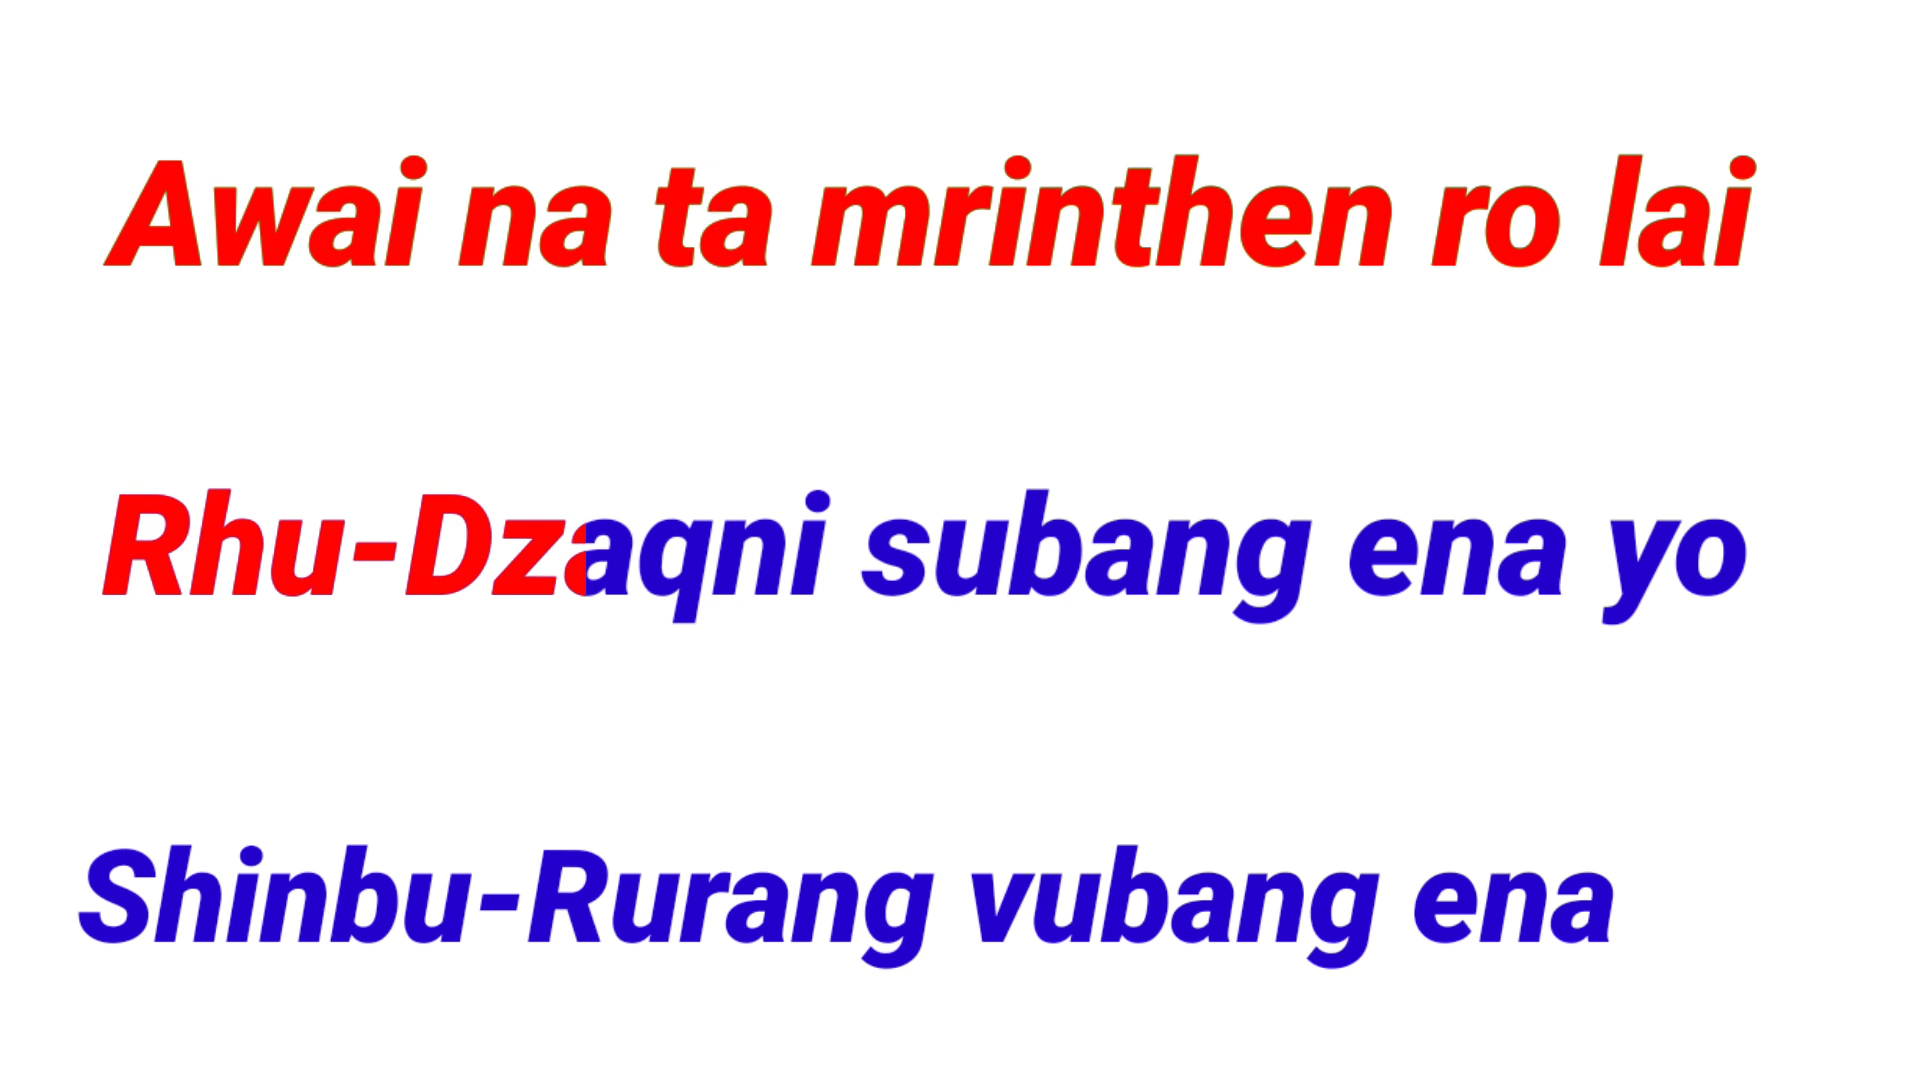 Awai na ta mrinthen ro lai
Rhu-Dzaqni subang ena yo
Shinbu-Rurang vubang ena